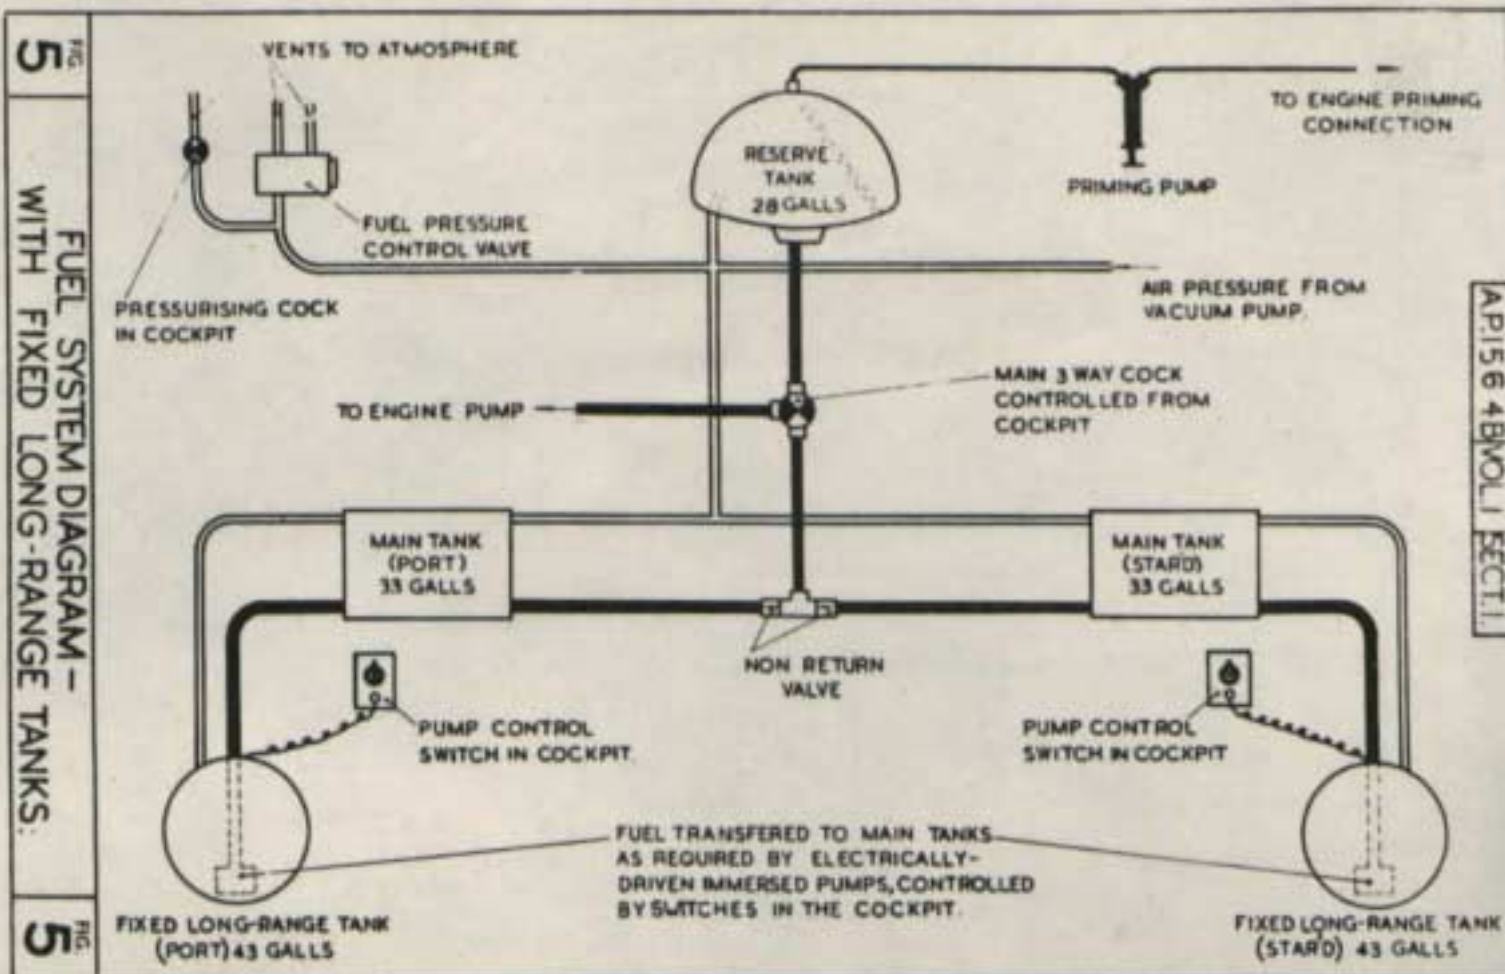 FIG.
5
FUEL SYSTEM DIAGRAM—
WITH FIXED LONG-RANGE TANKS.
FIG.
5
VENTS TO ATMOSPHERE
TO ENGINE PRIMING
CONNECTION
RESERVE
TANK
28 GALLS
PRIMING PUMP
FUEL PRESSURE
CONTROL VALVE
PRESSURISING COCK
IN COCKPIT
AIR PRESSURE FROM
VACUUM PUMP.
MAIN 3 WAY COCK
CONTROLLED FROM
COCKPIT
TO ENGINE PUMP
MAIN TANK
(PORT)
33 GALLS
MAIN TANK
(STARD)
33 GALLS
NON RETURN
VALVE
PUMP CONTROL
SWITCH IN COCKPIT.
PUMP CONTROL
SWITCH IN COCKPIT
FUEL TRANSFERED TO MAIN TANKS
AS REQUIRED BY ELECTRICALLY-
DRIVEN IMMERSED PUMPS, CONTROLLED
BY SWITCHES IN THE COCKPIT.
FIXED LONG-RANGE TANK
(PORT) 43 GALLS
FIXED LONG-RANGE TANK
(STARD) 43 GALLS
A.P.1564B VOL.1 SECT.1.